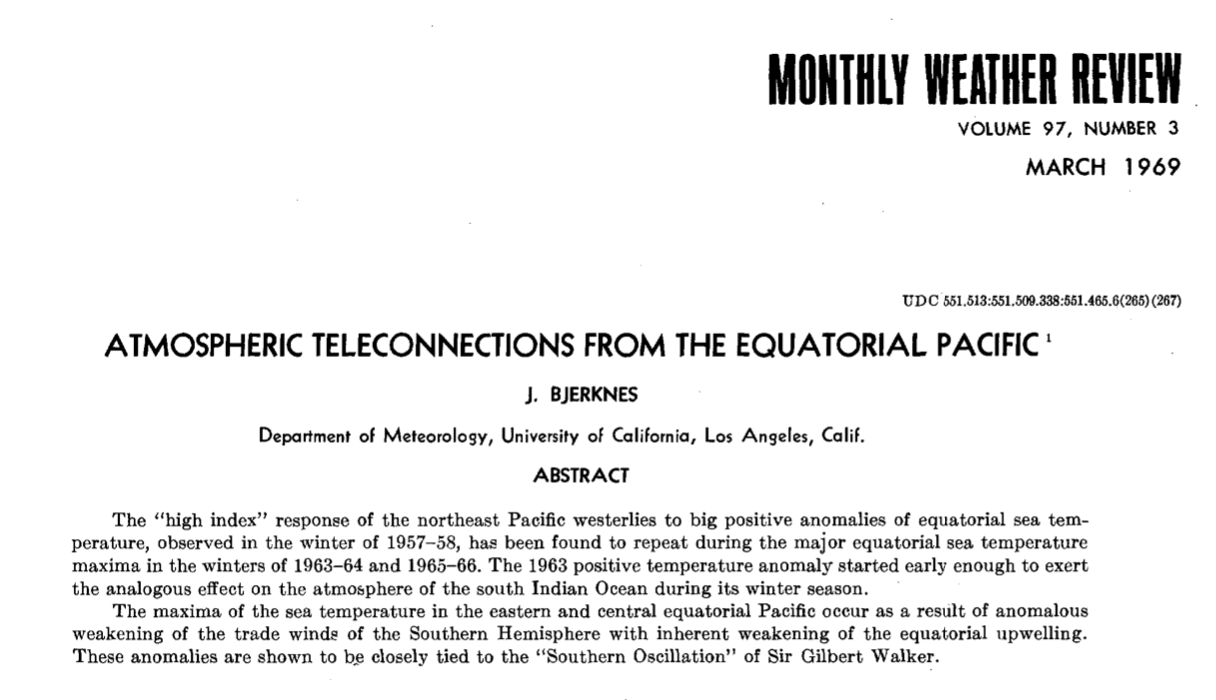 MONTHLY WEATHER REVIEW
VOLUME 97, NUMBER 3
MARCH 1969
UDC 551.513:551.509.338:551.465.6(265)(267)
ATMOSPHERIC TELECONNECTIONS FROM THE EQUATORIAL PACIFIC ¹
J. BJERKNES
Department of Meteorology, University of California, Los Angeles, Calif.
ABSTRACT
The “high index” response of the northeast Pacific westerlies to big positive anomalies of equatorial sea tem-
perature, observed in the winter of 1957–58, has been found to repeat during the major equatorial sea temperature
maxima in the winters of 1963–64 and 1965–66. The 1963 positive temperature anomaly started early enough to exert
the analogous effect on the atmosphere of the south Indian Ocean during its winter season.
The maxima of the sea temperature in the eastern and central equatorial Pacific occur as a result of anomalous
weakening of the trade winds of the Southern Hemisphere with inherent weakening of the equatorial upwelling.
These anomalies are shown to be closely tied to the “Southern Oscillation” of Sir Gilbert Walker.